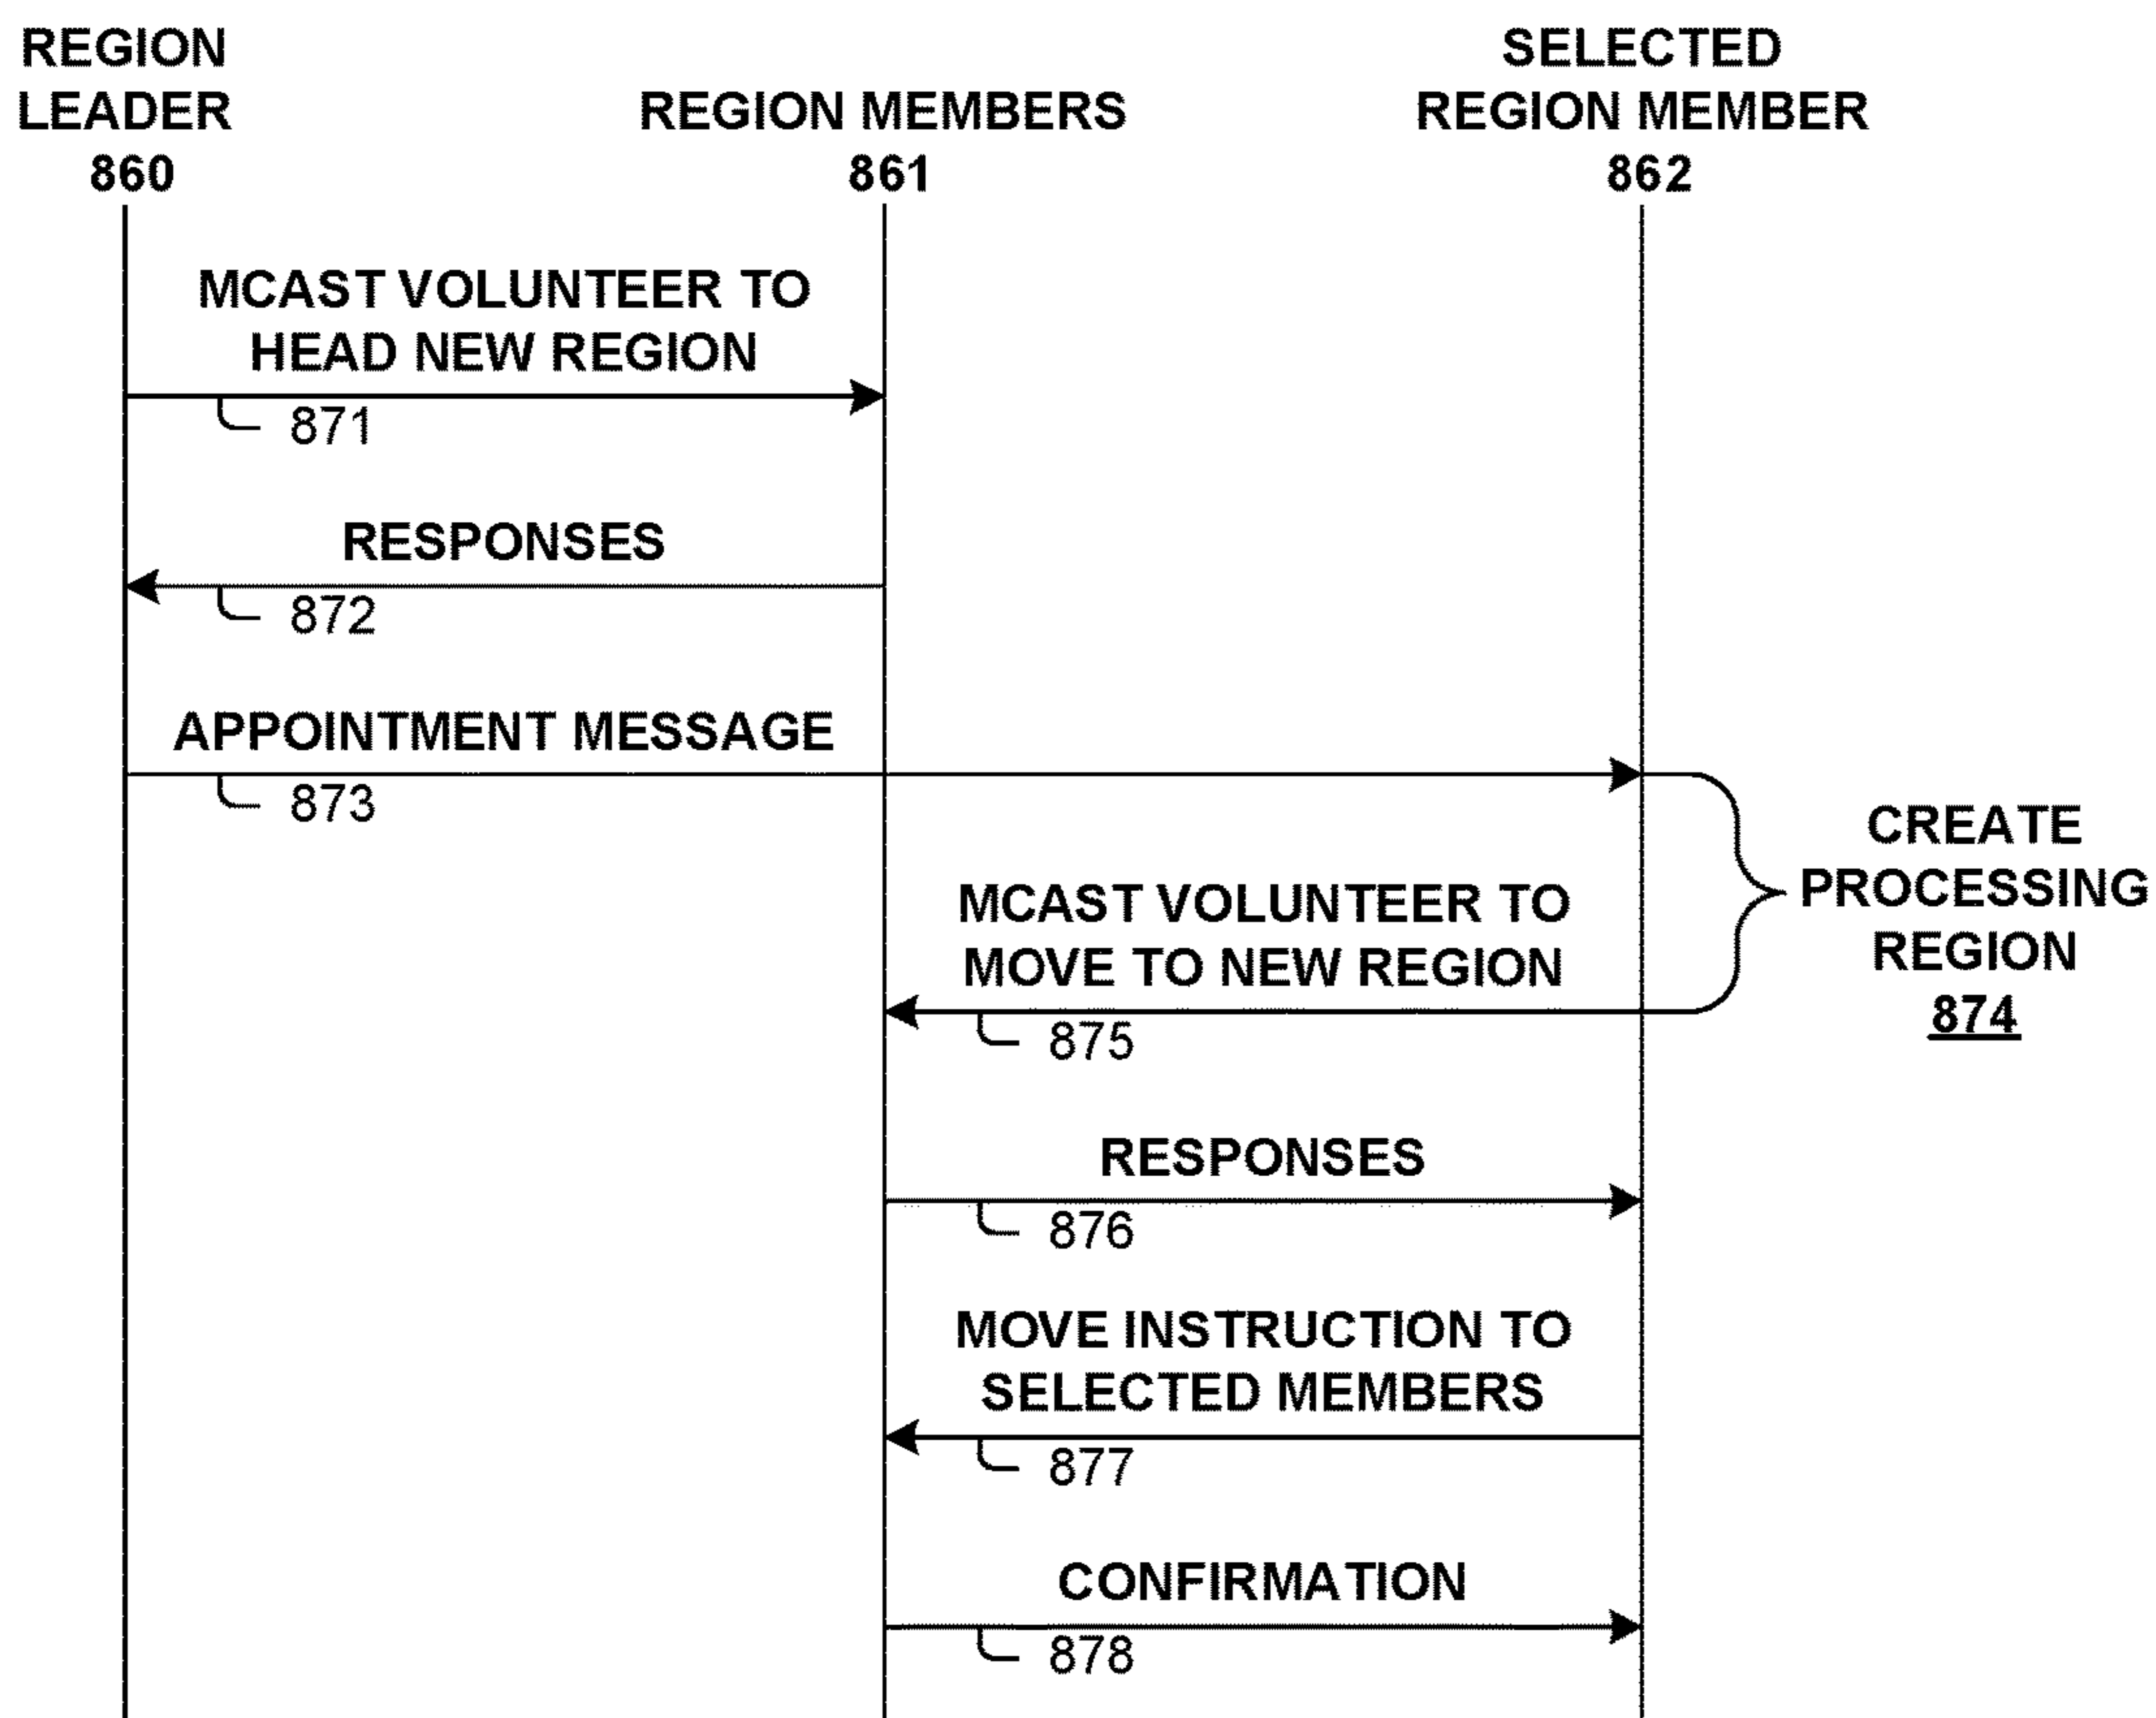 REGION
LEADER
860
REGION MEMBERS
861
SELECTED
REGION MEMBER
862
MCAST VOLUNTEER TO
HEAD NEW REGION
871
RESPONSES
872
APPOINTMENT MESSAGE
873
CREATE
PROCESSING
REGION
874
MCAST VOLUNTEER TO
MOVE TO NEW REGION
875
RESPONSES
876
MOVE INSTRUCTION TO
SELECTED MEMBERS
877
CONFIRMATION
878